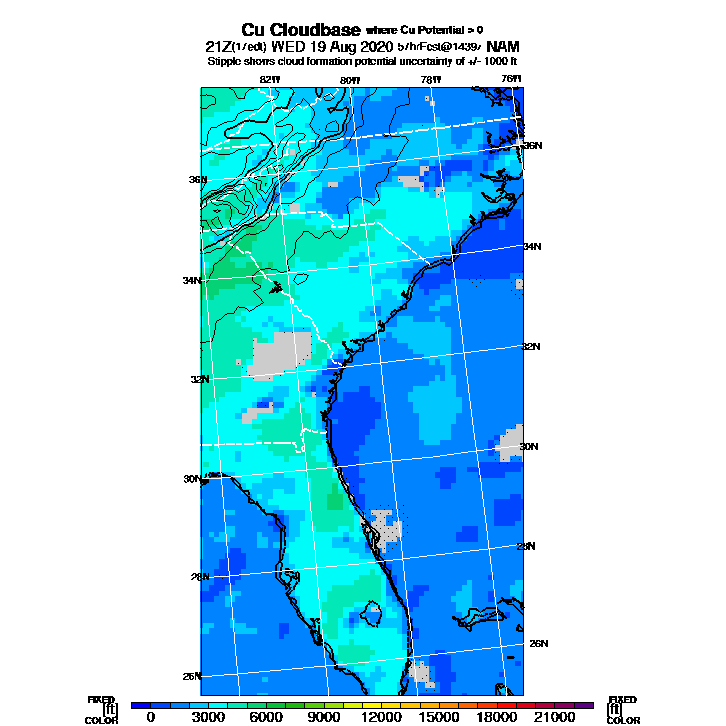 Cu Cloudbase where Cu Potential > 0
21Z(17edt) WED 19 Aug 2020 57hrFcst@1439z NAM
Stipple shows cloud formation potential uncertainty of +/- 1000 ft
82W 80W 78W 76W
36N
36N
34N
34N
32N
32N
30N
30N
28N
28N
26N
26N
FIXED FIXED
[ft] 0 3000 6000 9000 12000 15000 18000 21000 [ft]
COLOR COLOR